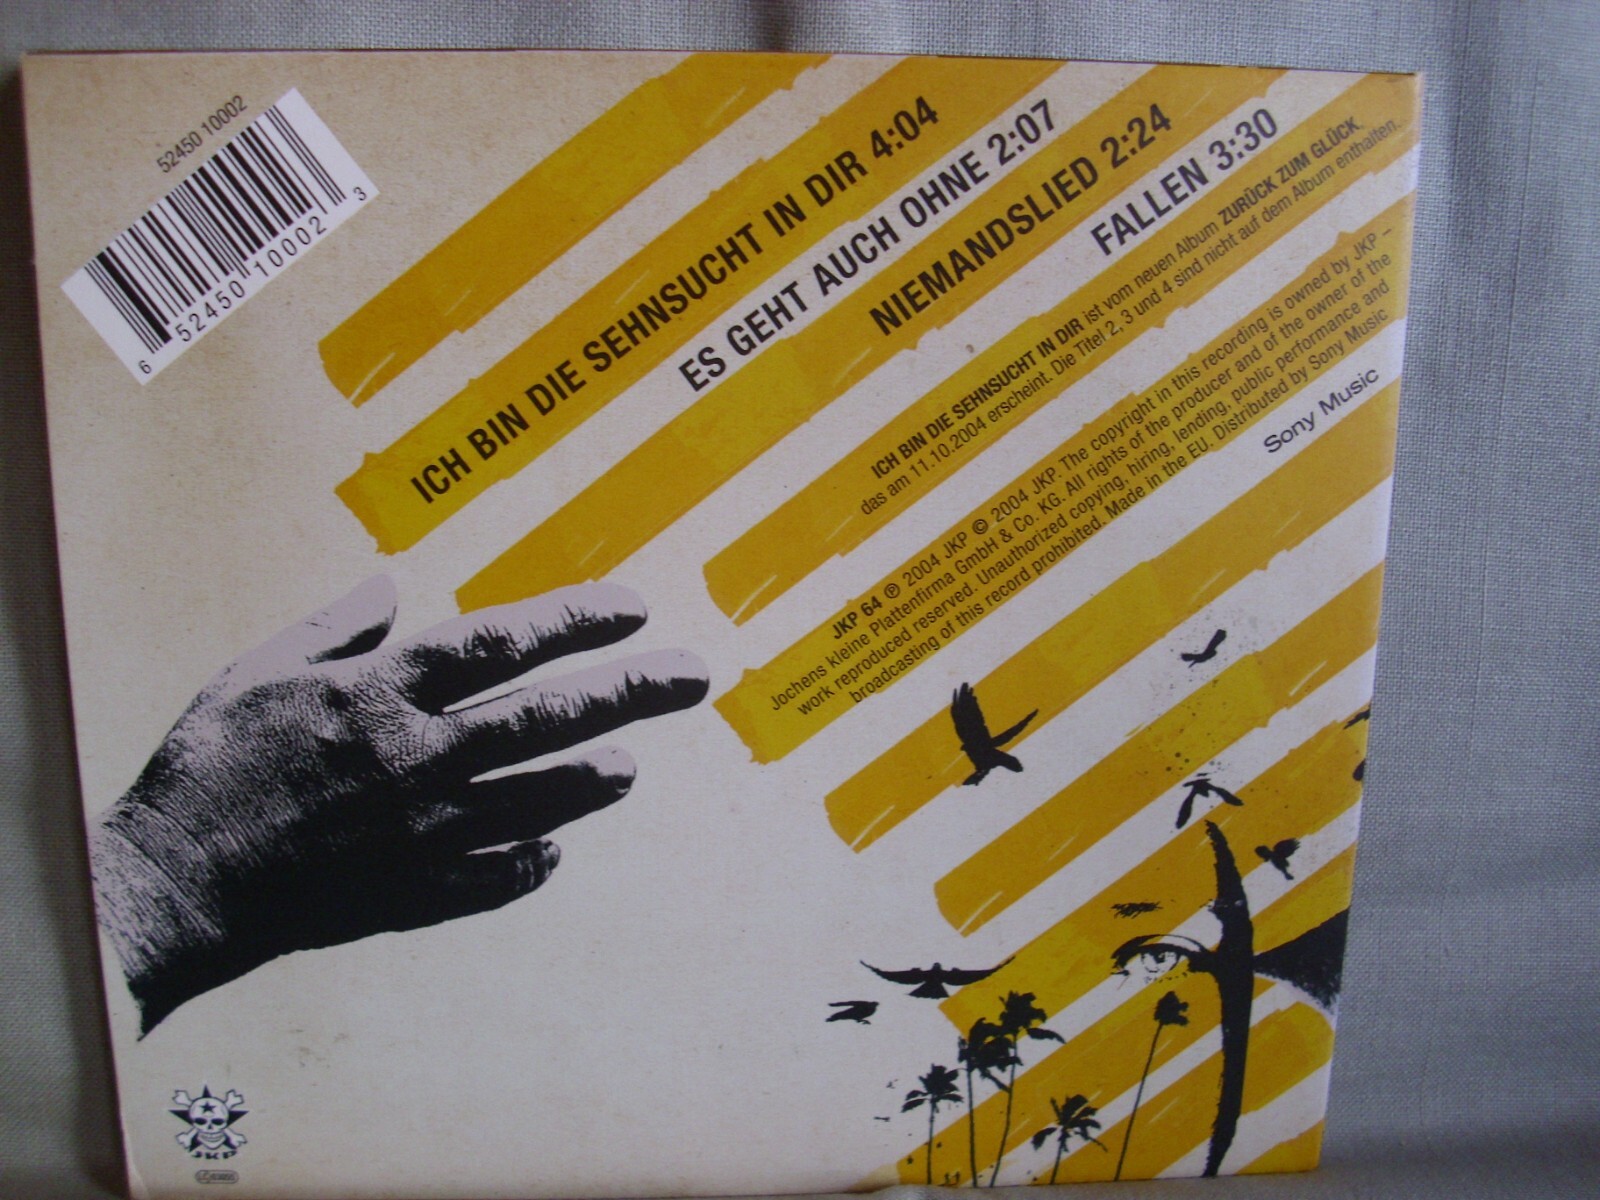 52450 10002
6 52450 10002 3
ICH BIN DIE SEHNSUCHT IN DIR 4:04
ES GEHT AUCH OHNE 2:07
NIEMANDSLIED 2:24
FALLEN 3:30
ICH BIN DIE SEHNSUCHT IN DIR ist vom neuen Album ZURÜCK ZUM GLÜCK,
das am 11.10.2004 erscheint. Die Titel 2, 3 und 4 sind nicht auf dem Album enthalten.
JKP 64 ℗ 2004 JKP © 2004 JKP. The copyright in this recording is owned by JKP –
Jochens kleine Plattenfirma GmbH & Co. KG. All rights of the producer and of the owner of the
work reproduced reserved. Unauthorized copying, hiring, lending, public performance and
broadcasting of this record prohibited. Made in the EU. Distributed by Sony Music
Sony Music
JKP